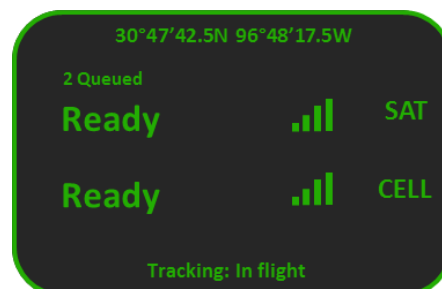 30°47’42.5N 96°48’17.5W
2 Queued
Ready SAT
Ready CELL
Tracking: In flight